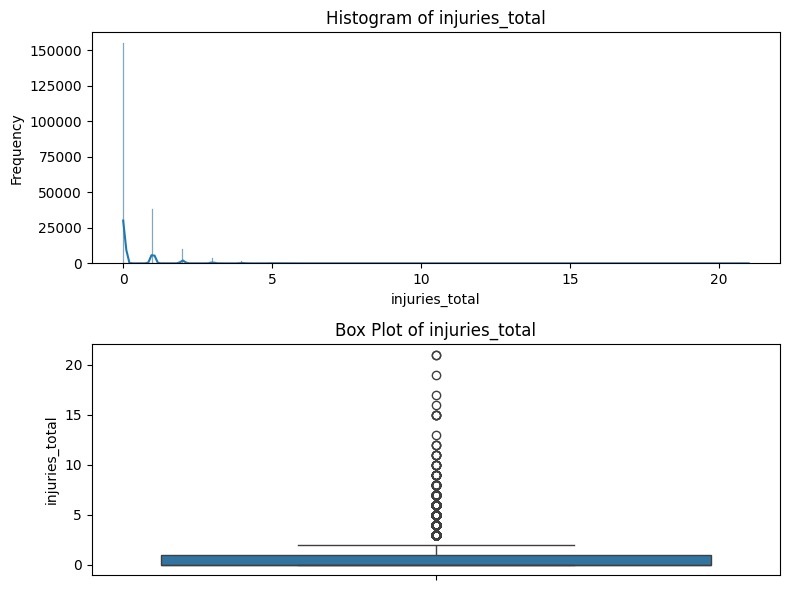 Histogram of injuries_total
150000
125000
100000
75000
50000
25000
0
Frequency
0 5 10 15 20
injuries_total
Box Plot of injuries_total
20
15
10
5
0
injuries_total